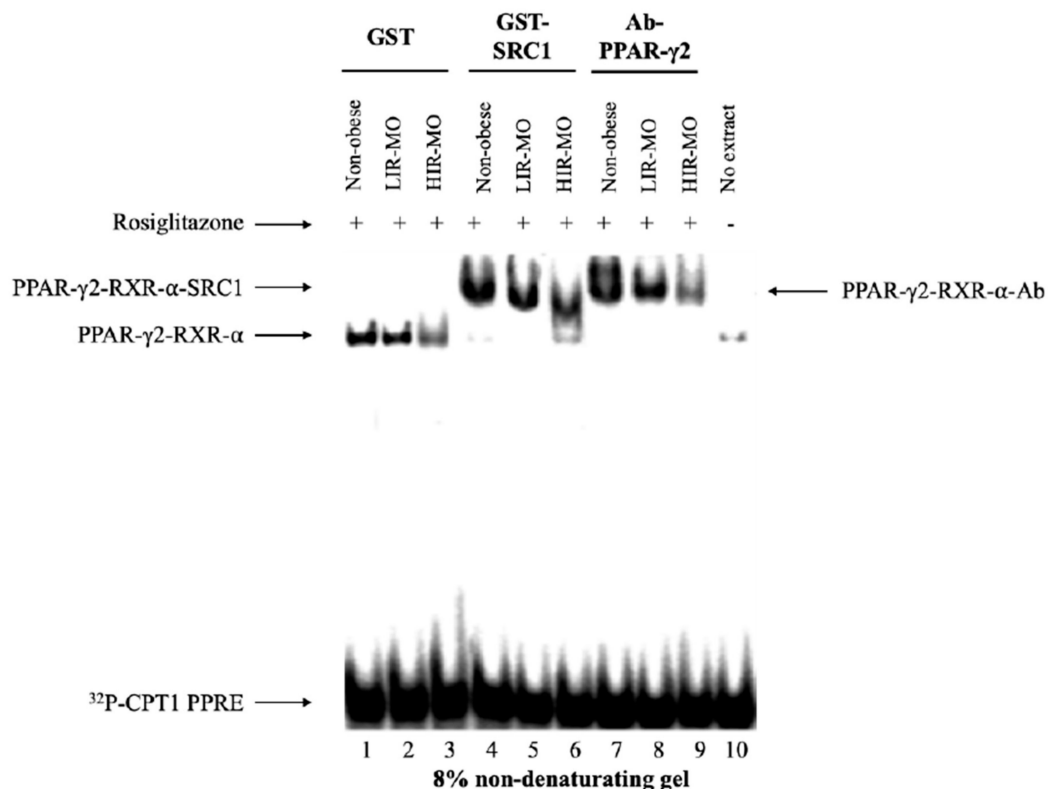 GST
GST-
SRC1
Ab-
PPAR-γ2
Non-obese
LIR-MO
HIR-MO
Non-obese
LIR-MO
HIR-MO
Non-obese
LIR-MO
HIR-MO
No extract
Rosiglitazone + + + + + + + + + -
PPAR-γ2-RXR-α-SRC1
PPAR-γ2-RXR-α-Ab
PPAR-γ2-RXR-α
³²P-CPT1 PPRE
1 2 3 4 5 6 7 8 9 10
8% non-denaturating gel